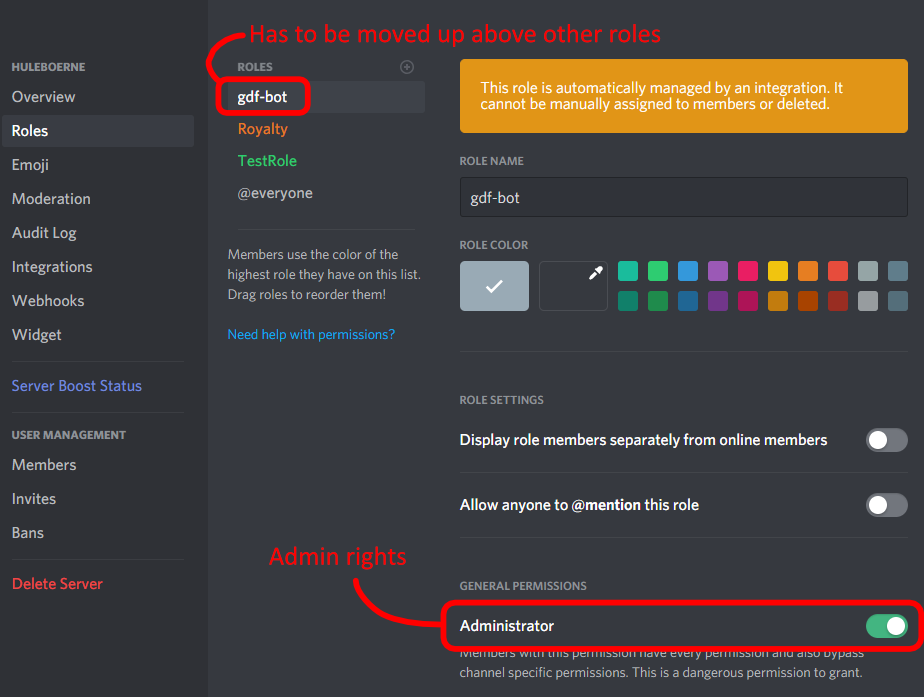 Has to be moved up above other roles
HULEBOERNE
Overview
Roles
Emoji
Moderation
Audit Log
Integrations
Webhooks
Widget
Server Boost Status
USER MANAGEMENT
Members
Invites
Bans
Delete Server
ROLES
gdf-bot
Royalty
TestRole
@everyone
Members use the color of the
highest role they have on this list.
Drag roles to reorder them!
Need help with permissions?
This role is automatically managed by an integration. It
cannot be manually assigned to members or deleted.
ROLE NAME
gdf-bot
ROLE COLOR
ROLE SETTINGS
Display role members separately from online members
Allow anyone to @mention this role
Admin rights
GENERAL PERMISSIONS
Administrator
Members with this permission have every permission and also bypass
channel specific permissions. This is a dangerous permission to grant.